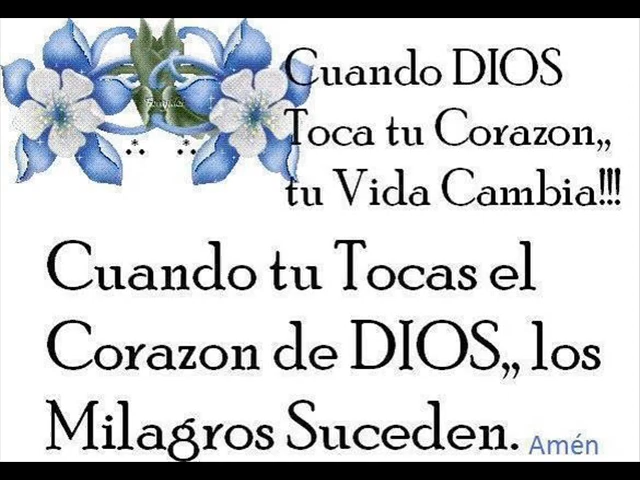 Cuando DIOS
Toca tu Corazon,,
tu Vida Cambia!!!
Cuando tu Tocas el
Corazon de DIOS,, los
Milagros Suceden. Amén